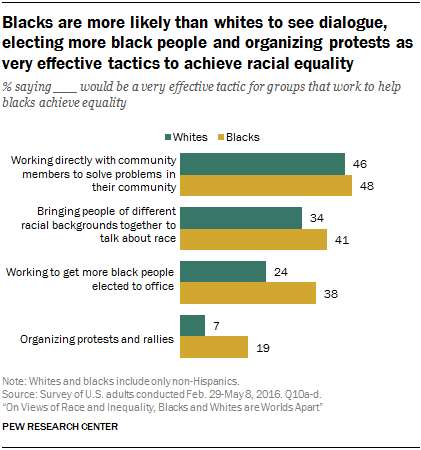 Blacks are more likely than whites to see dialogue,
electing more black people and organizing protests as
very effective tactics to achieve racial equality
% saying ____ would be a very effective tactic for groups that work to help
blacks achieve equality
Whites Blacks
Working directly with community
members to solve problems in
their community
46
48
Bringing people of different
racial backgrounds together to
talk about race
34
41
Working to get more black people
elected to office
24
38
Organizing protests and rallies
7
19
Note: Whites and blacks include only non-Hispanics.
Source: Survey of U.S. adults conducted Feb. 29-May 8, 2016. Q10a-d.
“On Views of Race and Inequality, Blacks and Whites are Worlds Apart”
PEW RESEARCH CENTER